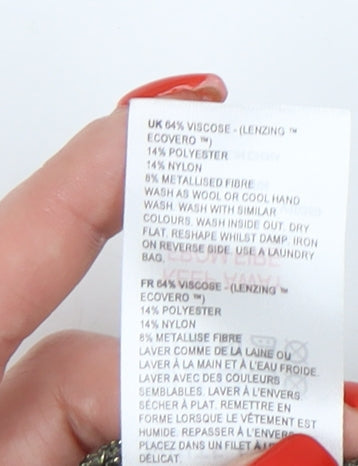 UK 64% VISCOSE - (LENZING ™
ECOVERO ™)
14% POLYESTER
14% NYLON
8% METALLISED FIBRE
WASH AS WOOL OR COOL HAND
WASH. WASH WITH SIMILAR
COLOURS. WASH INSIDE OUT. DRY
FLAT. RESHAPE WHILST DAMP. IRON
ON REVERSE SIDE. USE A LAUNDRY
BAG.
FR 64% VISCOSE - (LENZING ™
ECOVERO ™)
14% POLYESTER
14% NYLON
8% METALLISE FIBRE
LAVER COMME DE LA LAINE OU
LAVER À LA MAIN ET À L'EAU FROIDE.
LAVER AVEC DES COULEURS
SEMBLABLES. LAVER À L'ENVERS.
SÉCHER À PLAT. REMETTRE EN
FORME LORSQUE LE VÊTEMENT EST
HUMIDE. REPASSER À L'ENVERS.
PLACEZ DANS UN FILET À
DÉLICAT.